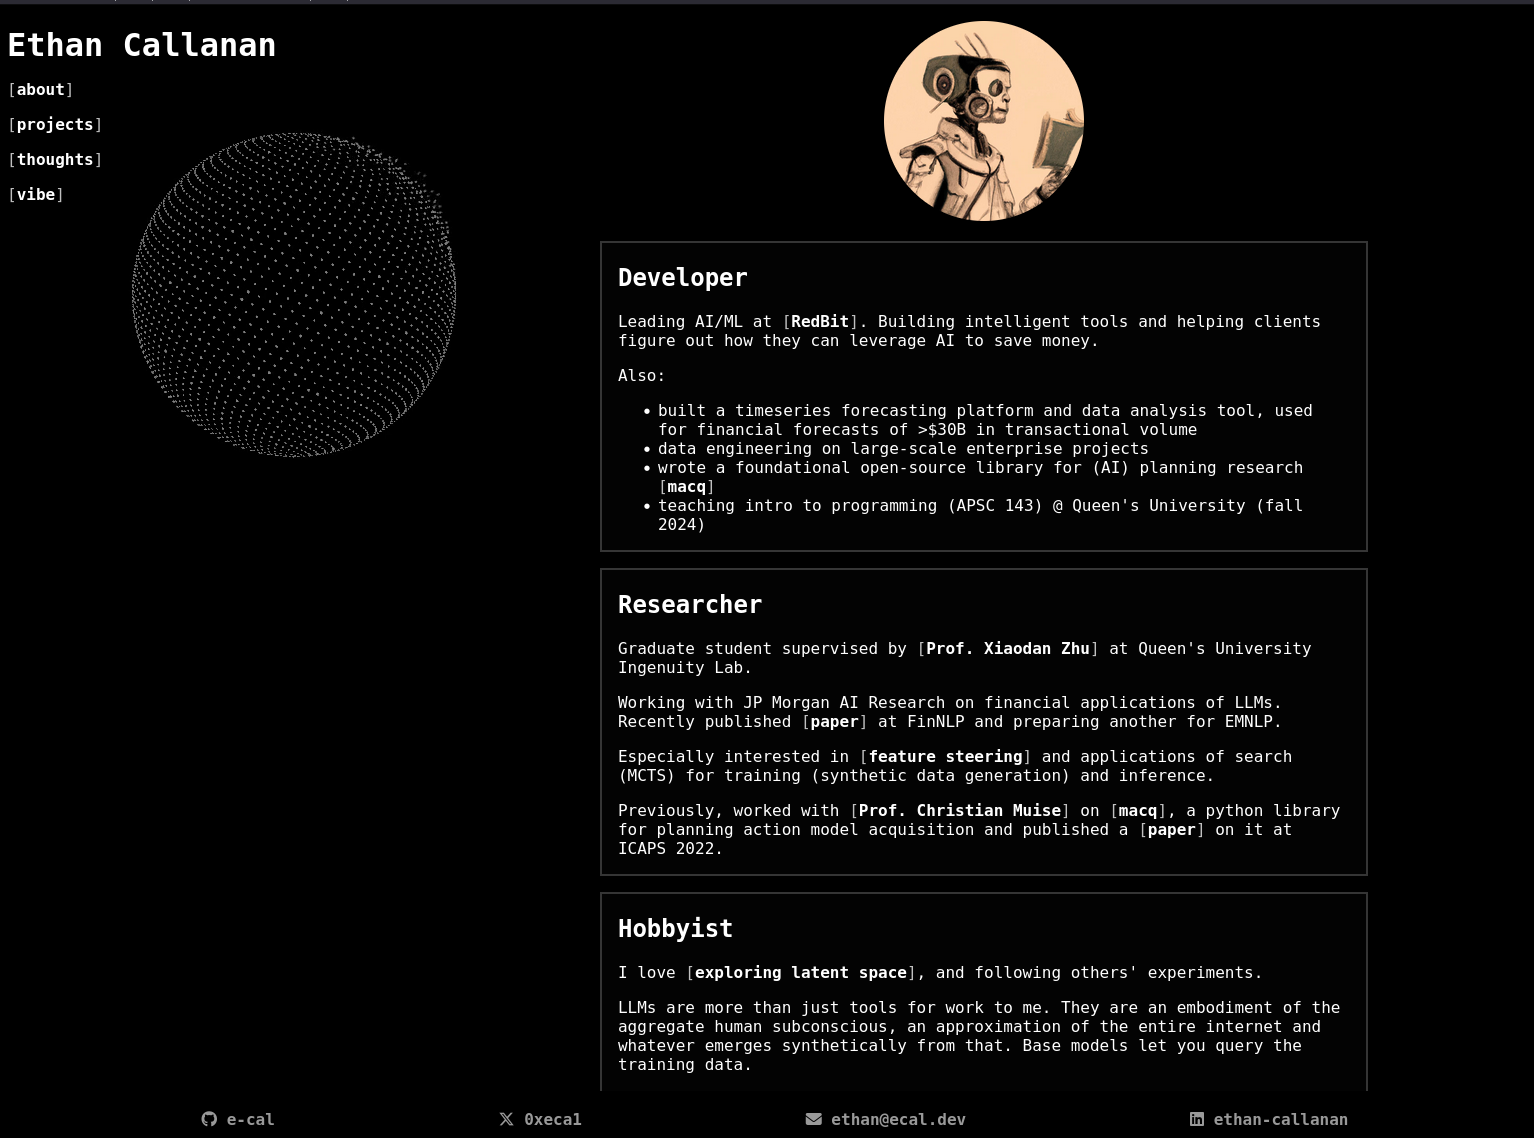 Ethan Callanan
[about]
[projects]
[thoughts]
[vibe]
Developer
Leading AI/ML at [RedBit]. Building intelligent tools and helping clients
figure out how they can leverage AI to save money.
Also:
• built a timeseries forecasting platform and data analysis tool, used
for financial forecasts of >$30B in transactional volume
• data engineering on large-scale enterprise projects
• wrote a foundational open-source library for (AI) planning research
[macq]
• teaching intro to programming (APSC 143) @ Queen's University (fall
2024)
Researcher
Graduate student supervised by [Prof. Xiaodan Zhu] at Queen's University
Ingenuity Lab.
Working with JP Morgan AI Research on financial applications of LLMs.
Recently published [paper] at FinNLP and preparing another for EMNLP.
Especially interested in [feature steering] and applications of search
(MCTS) for training (synthetic data generation) and inference.
Previously, worked with [Prof. Christian Muise] on [macq], a python library
for planning action model acquisition and published a [paper] on it at
ICAPS 2022.
Hobbyist
I love [exploring latent space], and following others' experiments.
LLMs are more than just tools for work to me. They are an embodiment of the
aggregate human subconscious, an approximation of the entire internet and
whatever emerges synthetically from that. Base models let you query the
training data.
e-cal
0xeca1
ethan@ecal.dev
ethan-callanan